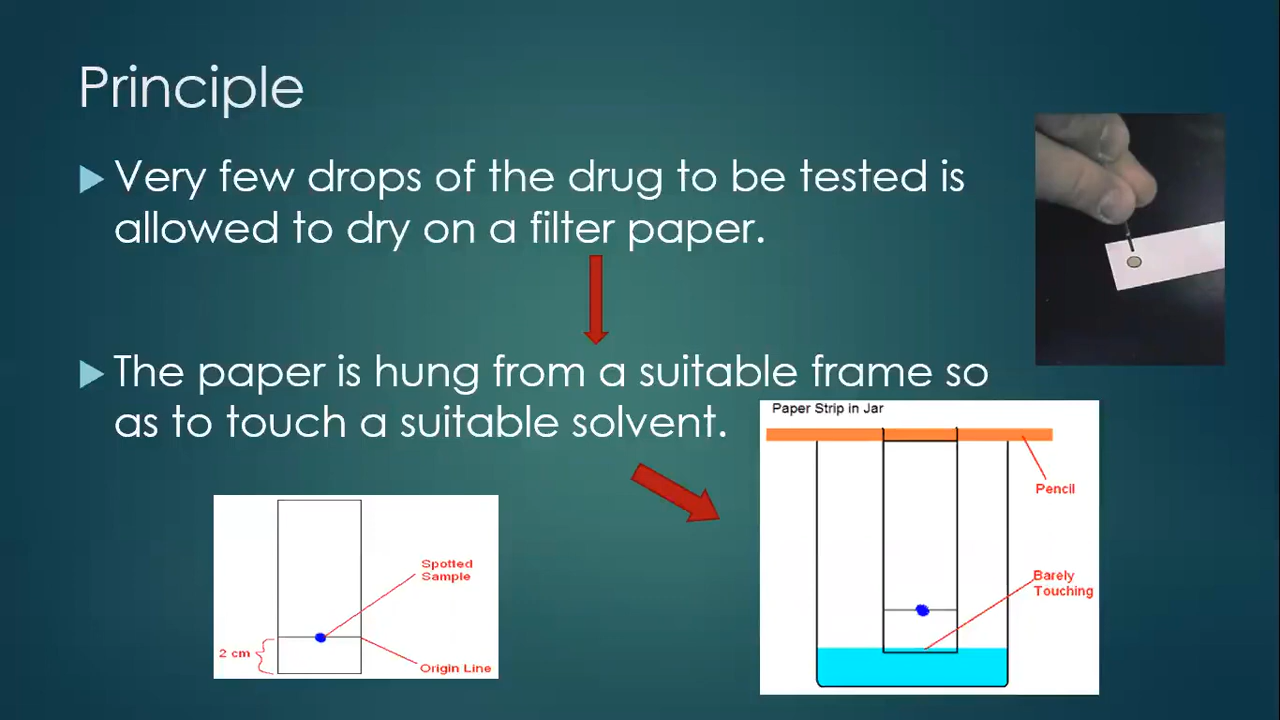 Principle
Very few drops of the drug to be tested is
allowed to dry on a filter paper.
The paper is hung from a suitable frame so
as to touch a suitable solvent.
Paper Strip in Jar
Pencil
Barely
Touching
Spotted
Sample
2 cm
Origin Line